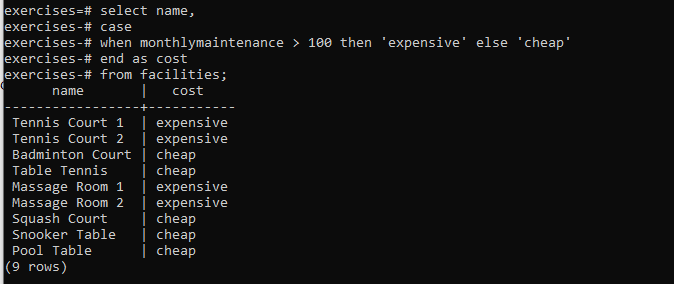 exercises=# select name,
exercises-# case
exercises-# when monthlymaintenance > 100 then 'expensive' else 'cheap'
exercises-# end as cost
exercises-# from facilities;
      name       |   cost
-----------------+-----------
 Tennis Court 1  | expensive
 Tennis Court 2  | expensive
 Badminton Court | cheap
 Table Tennis    | cheap
 Massage Room 1  | expensive
 Massage Room 2  | expensive
 Squash Court    | cheap
 Snooker Table   | cheap
 Pool Table      | cheap
(9 rows)